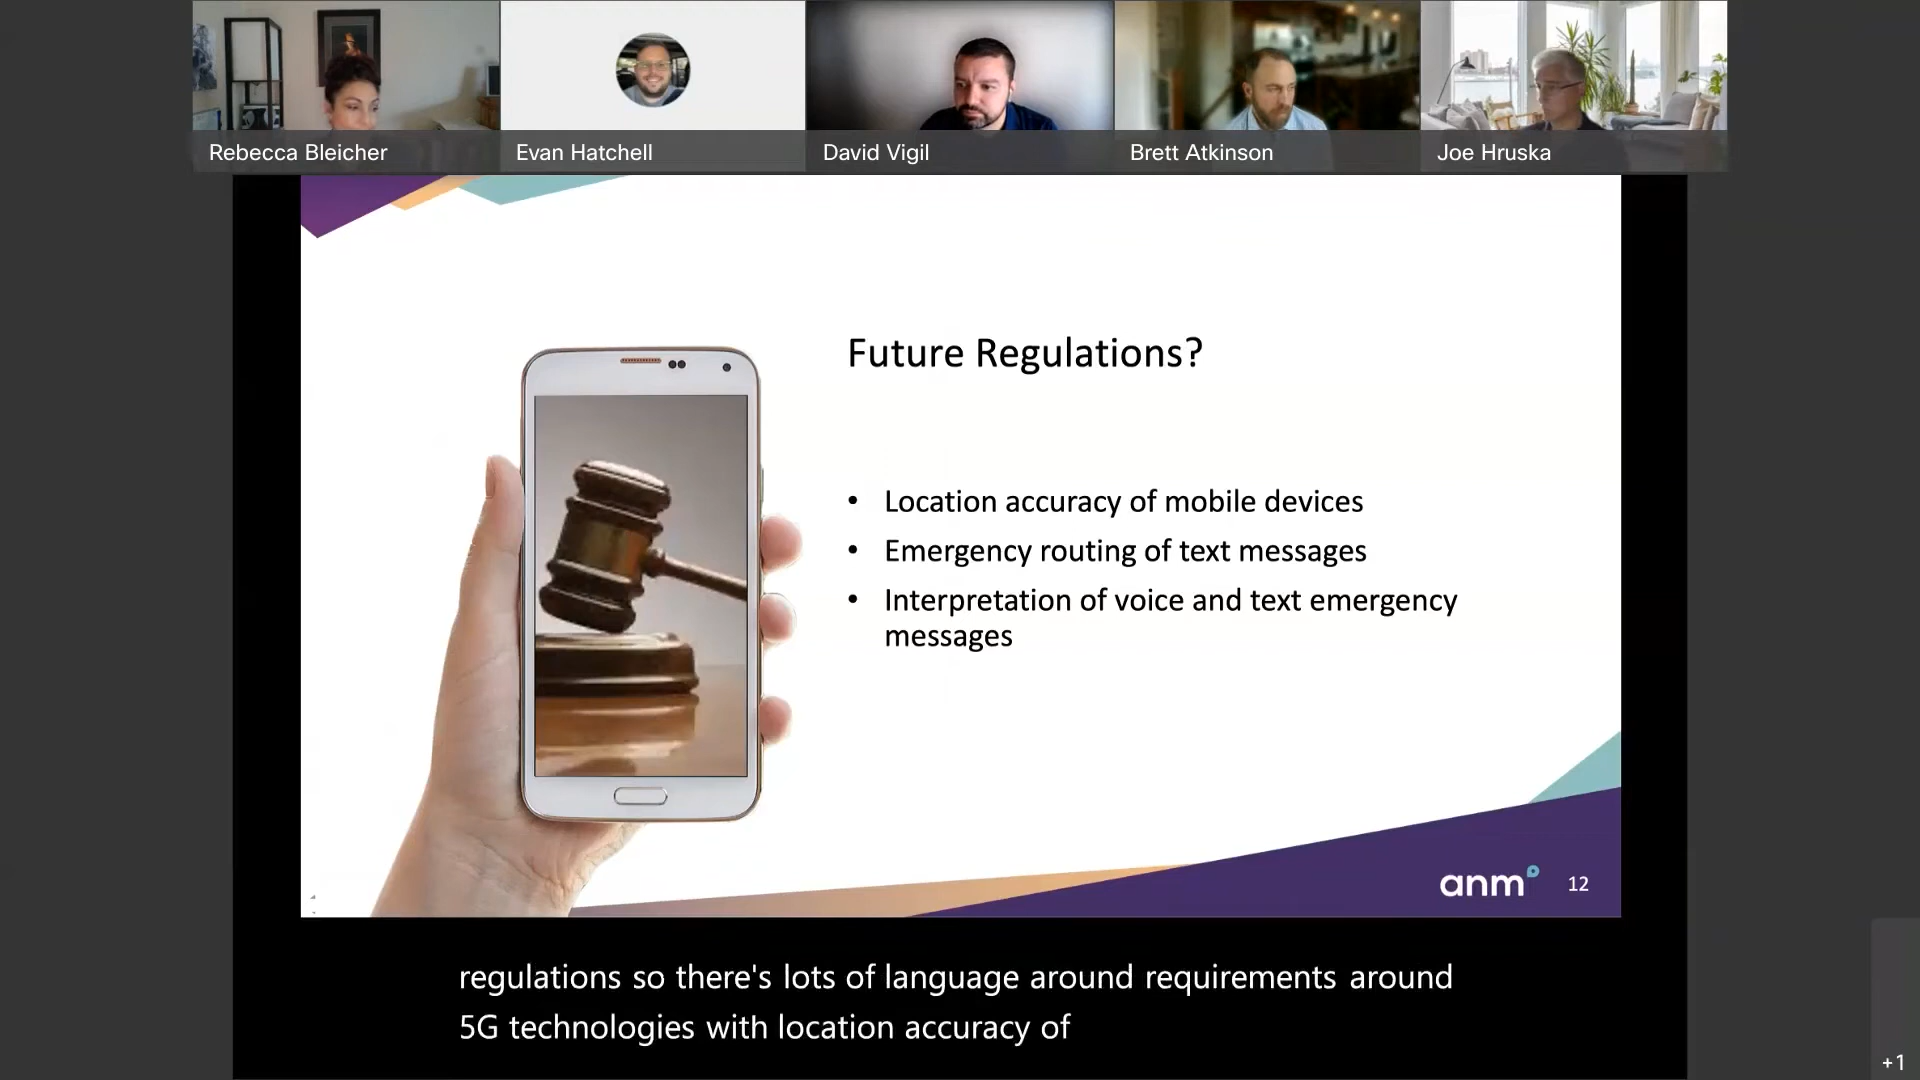 Rebecca Bleicher
Evan Hatchell
David Vigil
Brett Atkinson
Joe Hruska
Future Regulations?
• Location accuracy of mobile devices
• Emergency routing of text messages
• Interpretation of voice and text emergency
messages
anm
12
regulations so there's lots of language around requirements around
5G technologies with location accuracy of
+1